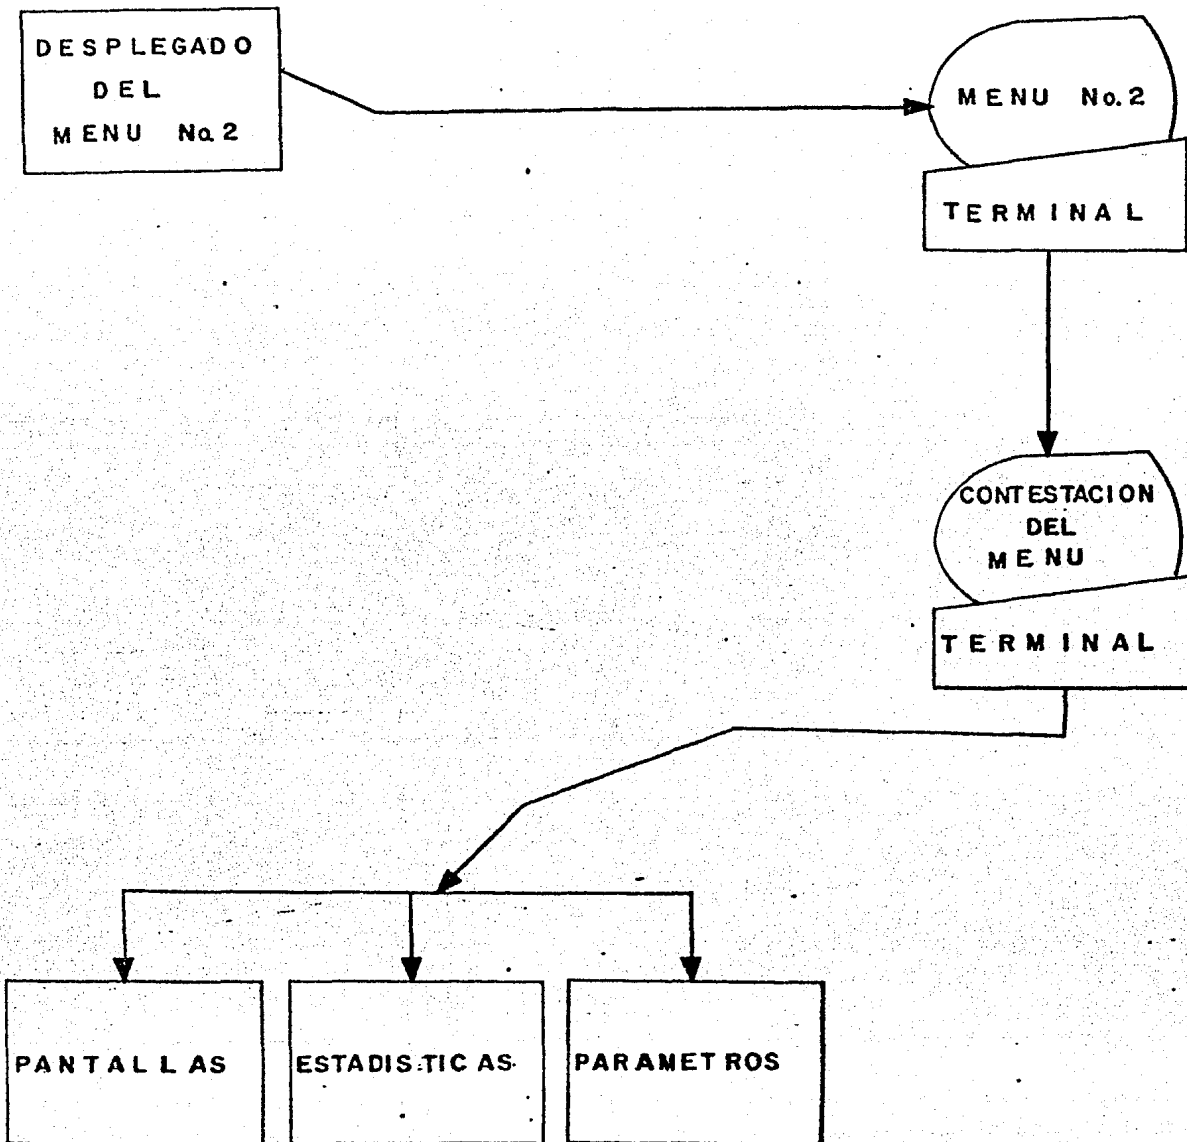 DESPLEGADO
DEL
MENU No.2
MENU No.2
TERMINAL
CONTESTACION
DEL
MENU
TERMINAL
PANTALLAS
ESTADISTICAS
PARAMETROS